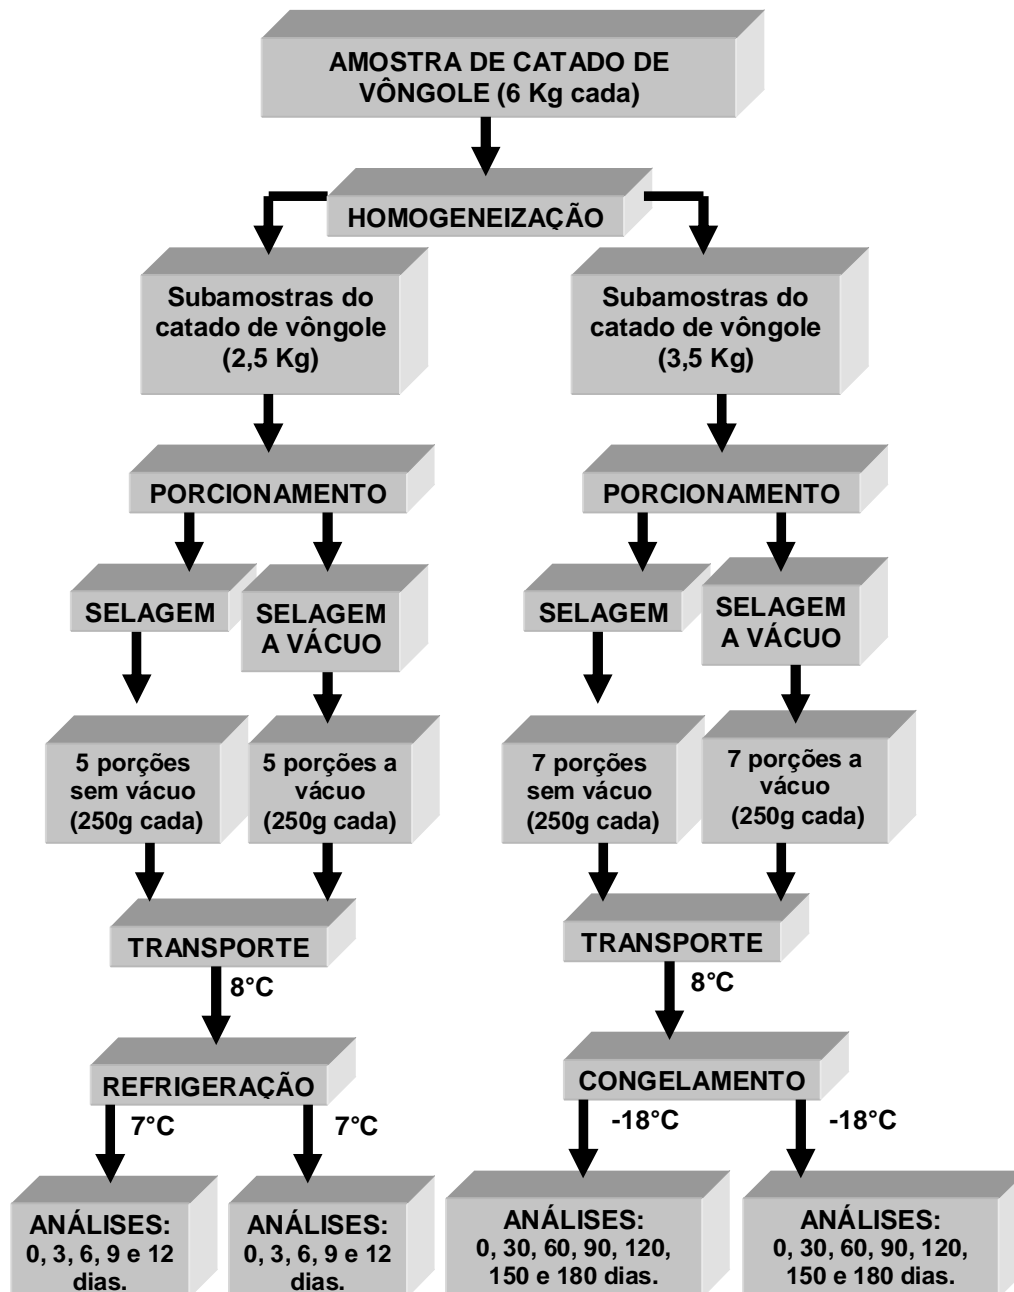 AMOSTRA DE CATADO DE
VÔNGOLE (6 Kg cada)
HOMOGENEIZAÇÃO
Subamostras do
catado de vôngole
(2,5 Kg)
Subamostras do
catado de vôngole
(3,5 Kg)
PORCIONAMENTO
PORCIONAMENTO
SELAGEM
SELAGEM
A VÁCUO
SELAGEM
SELAGEM
A VÁCUO
5 porções
sem vácuo
(250g cada)
5 porções a
vácuo
(250g cada)
7 porções
sem vácuo
(250g cada)
7 porções a
vácuo
(250g cada)
TRANSPORTE
TRANSPORTE
8°C
8°C
REFRIGERAÇÃO
CONGELAMENTO
7°C
7°C
-18°C
-18°C
ANÁLISES:
0, 3, 6, 9 e 12
dias.
ANÁLISES:
0, 3, 6, 9 e 12
dias.
ANÁLISES:
0, 30, 60, 90, 120,
150 e 180 dias.
ANÁLISES:
0, 30, 60, 90, 120,
150 e 180 dias.